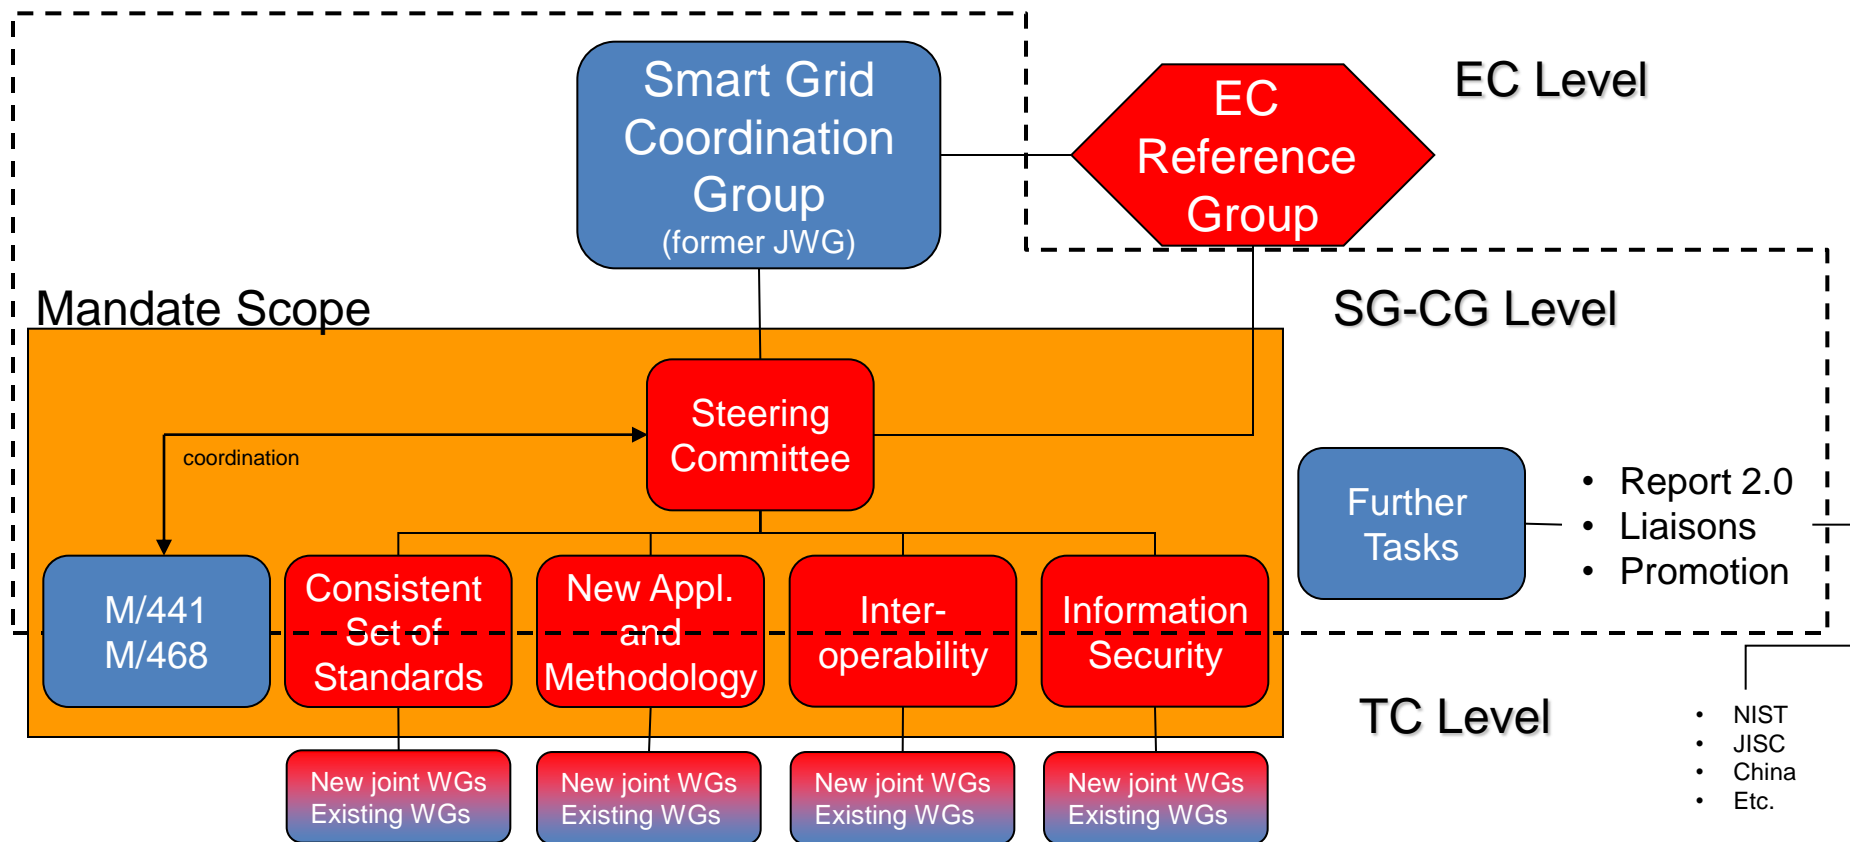 Smart Grid
Coordination
Group
(former JWG)
EC
Reference
Group
EC Level
Mandate Scope
SG-CG Level
Steering
Committee
coordination
Further
Tasks
• Report 2.0
• Liaisons
• Promotion
M/441
M/468
Consistent
Set of
Standards
New Appl.
and
Methodology
Inter-
operability
Information
Security
TC Level
• NIST
• JISC
• China
• Etc.
New joint WGs
Existing WGs
New joint WGs
Existing WGs
New joint WGs
Existing WGs
New joint WGs
Existing WGs